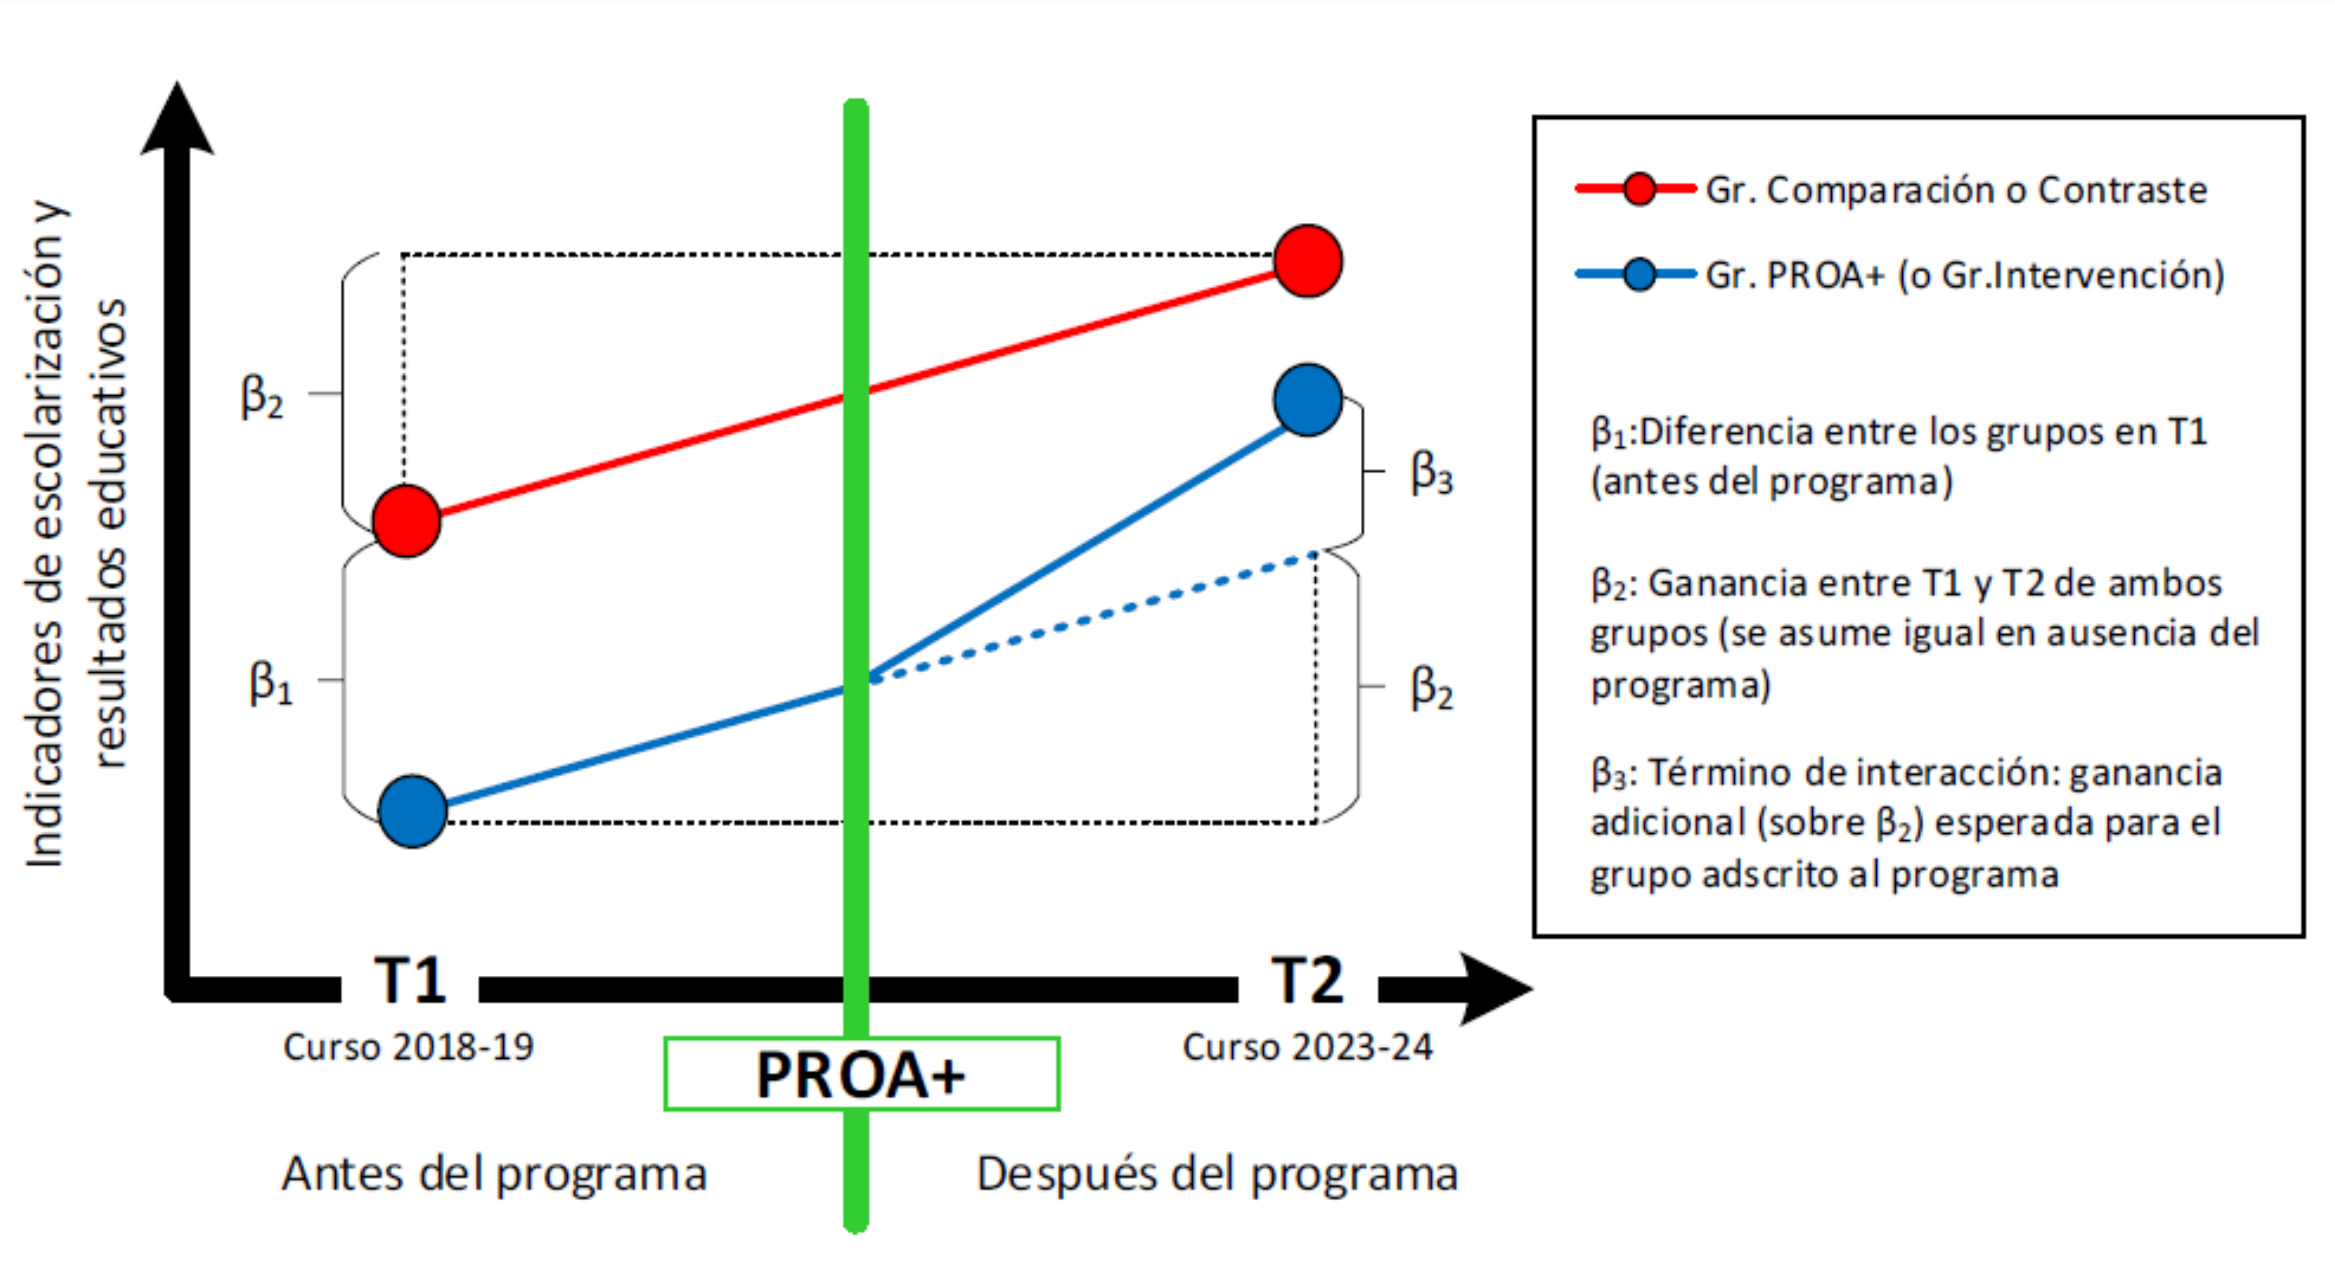 Indicadores de escolarización y
resultados educativos
β₂
β₁
β₃
β₂
T1
T2
Curso 2018-19
Curso 2023-24
PROA+
Antes del programa
Después del programa
Gr. Comparación o Contraste
Gr. PROA+ (o Gr.Intervención)
β₁:Diferencia entre los grupos en T1
(antes del programa)
β₂: Ganancia entre T1 y T2 de ambos
grupos (se asume igual en ausencia del
programa)
β₃: Término de interacción: ganancia
adicional (sobre β₂) esperada para el
grupo adscrito al programa